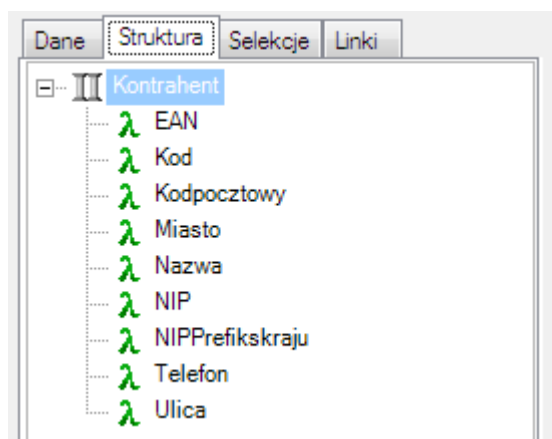 Dane Struktura Selekcje Linki
Kontrahent
λ EAN
λ Kod
λ Kodpocztowy
λ Miasto
λ Nazwa
λ NIP
λ NIPPrefikskraju
λ Telefon
λ Ulica